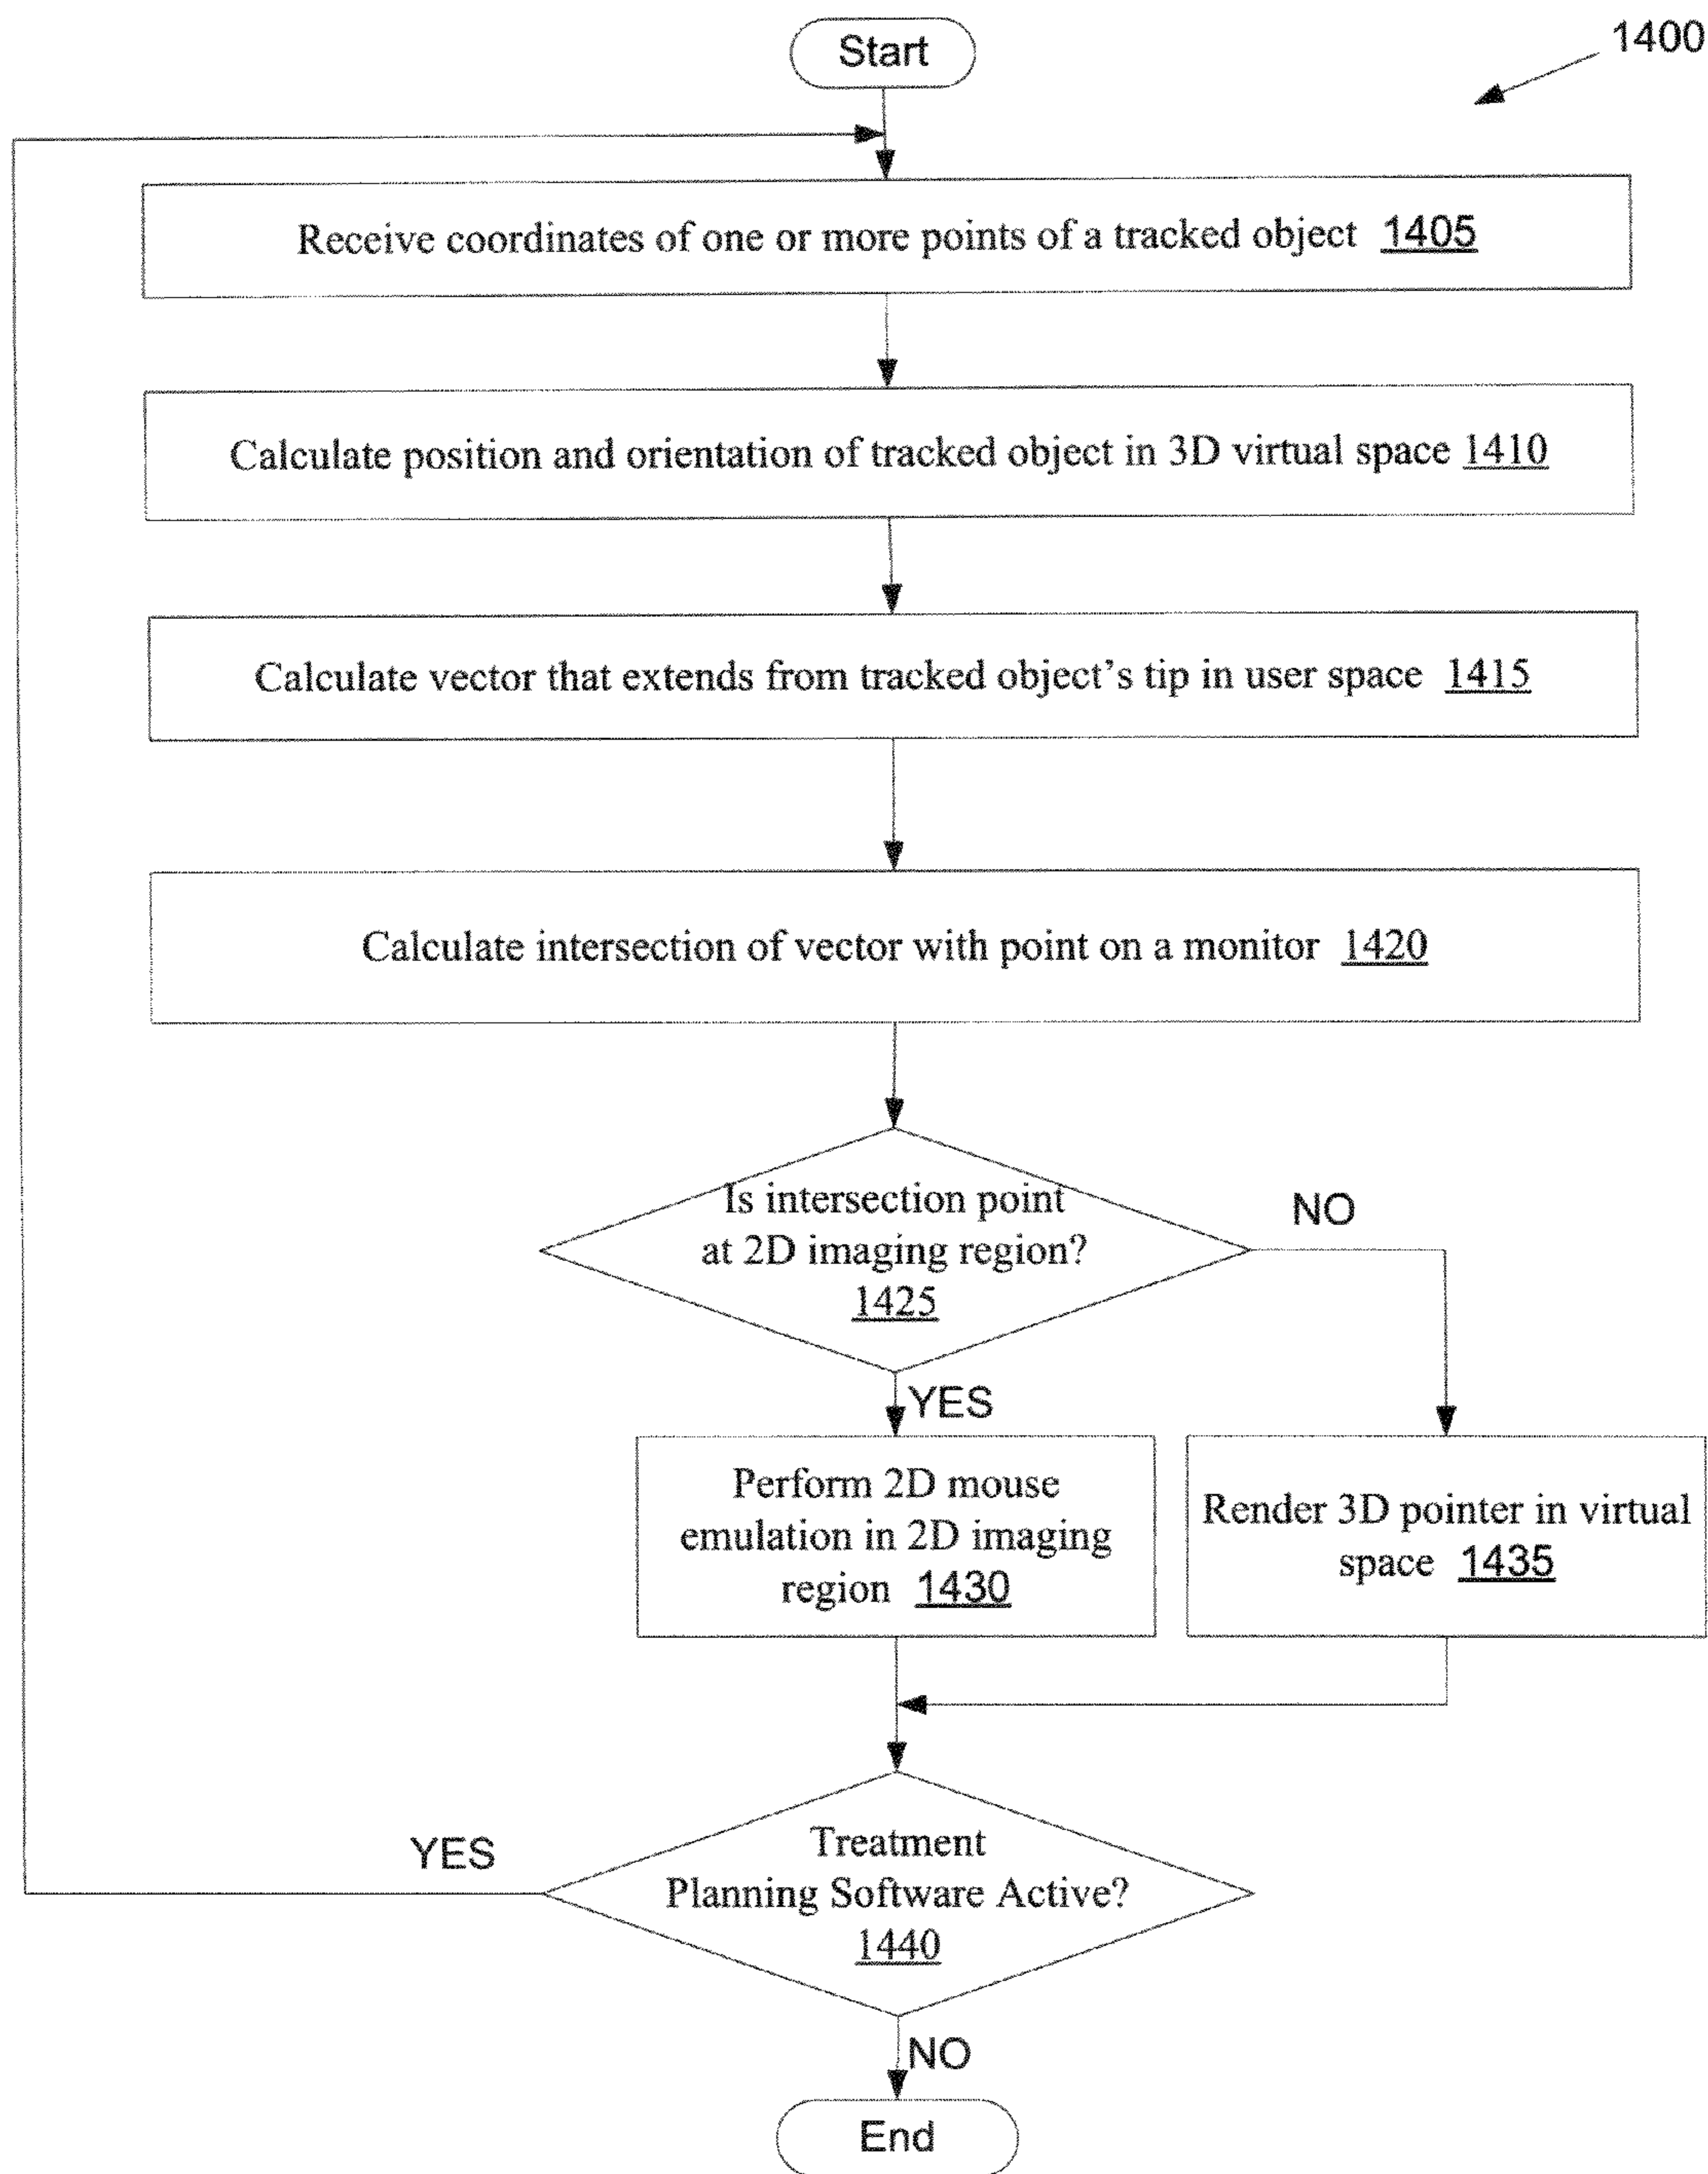 1400
Start
Receive coordinates of one or more points of a tracked object 1405
Calculate position and orientation of tracked object in 3D virtual space 1410
Calculate vector that extends from tracked object’s tip in user space 1415
Calculate intersection of vector with point on a monitor 1420
Is intersection point
at 2D imaging region?
1425
NO
YES
Perform 2D mouse
emulation in 2D imaging
region 1430
Render 3D pointer in virtual
space 1435
Treatment
Planning Software Active?
1440
YES
NO
End